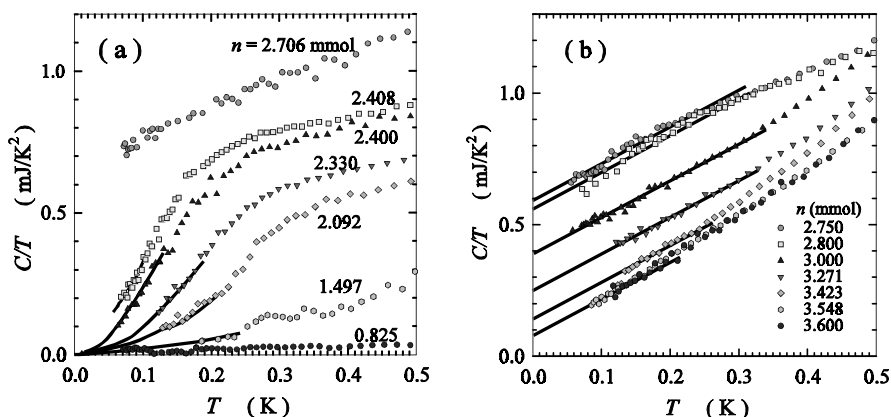 ( a )
n = 2.706 mmol
2.408
2.400
2.330
2.092
1.497
0.825
1.0
0.5
0.0
C/T ( mJ/K² )
0.0 0.1 0.2 0.3 0.4 0.5
T ( K )
( b )
n (mmol)
2.750
2.800
3.000
3.271
3.423
3.548
3.600
1.0
0.5
0.0
C/T ( mJ/K² )
0.0 0.1 0.2 0.3 0.4 0.5
T ( K )